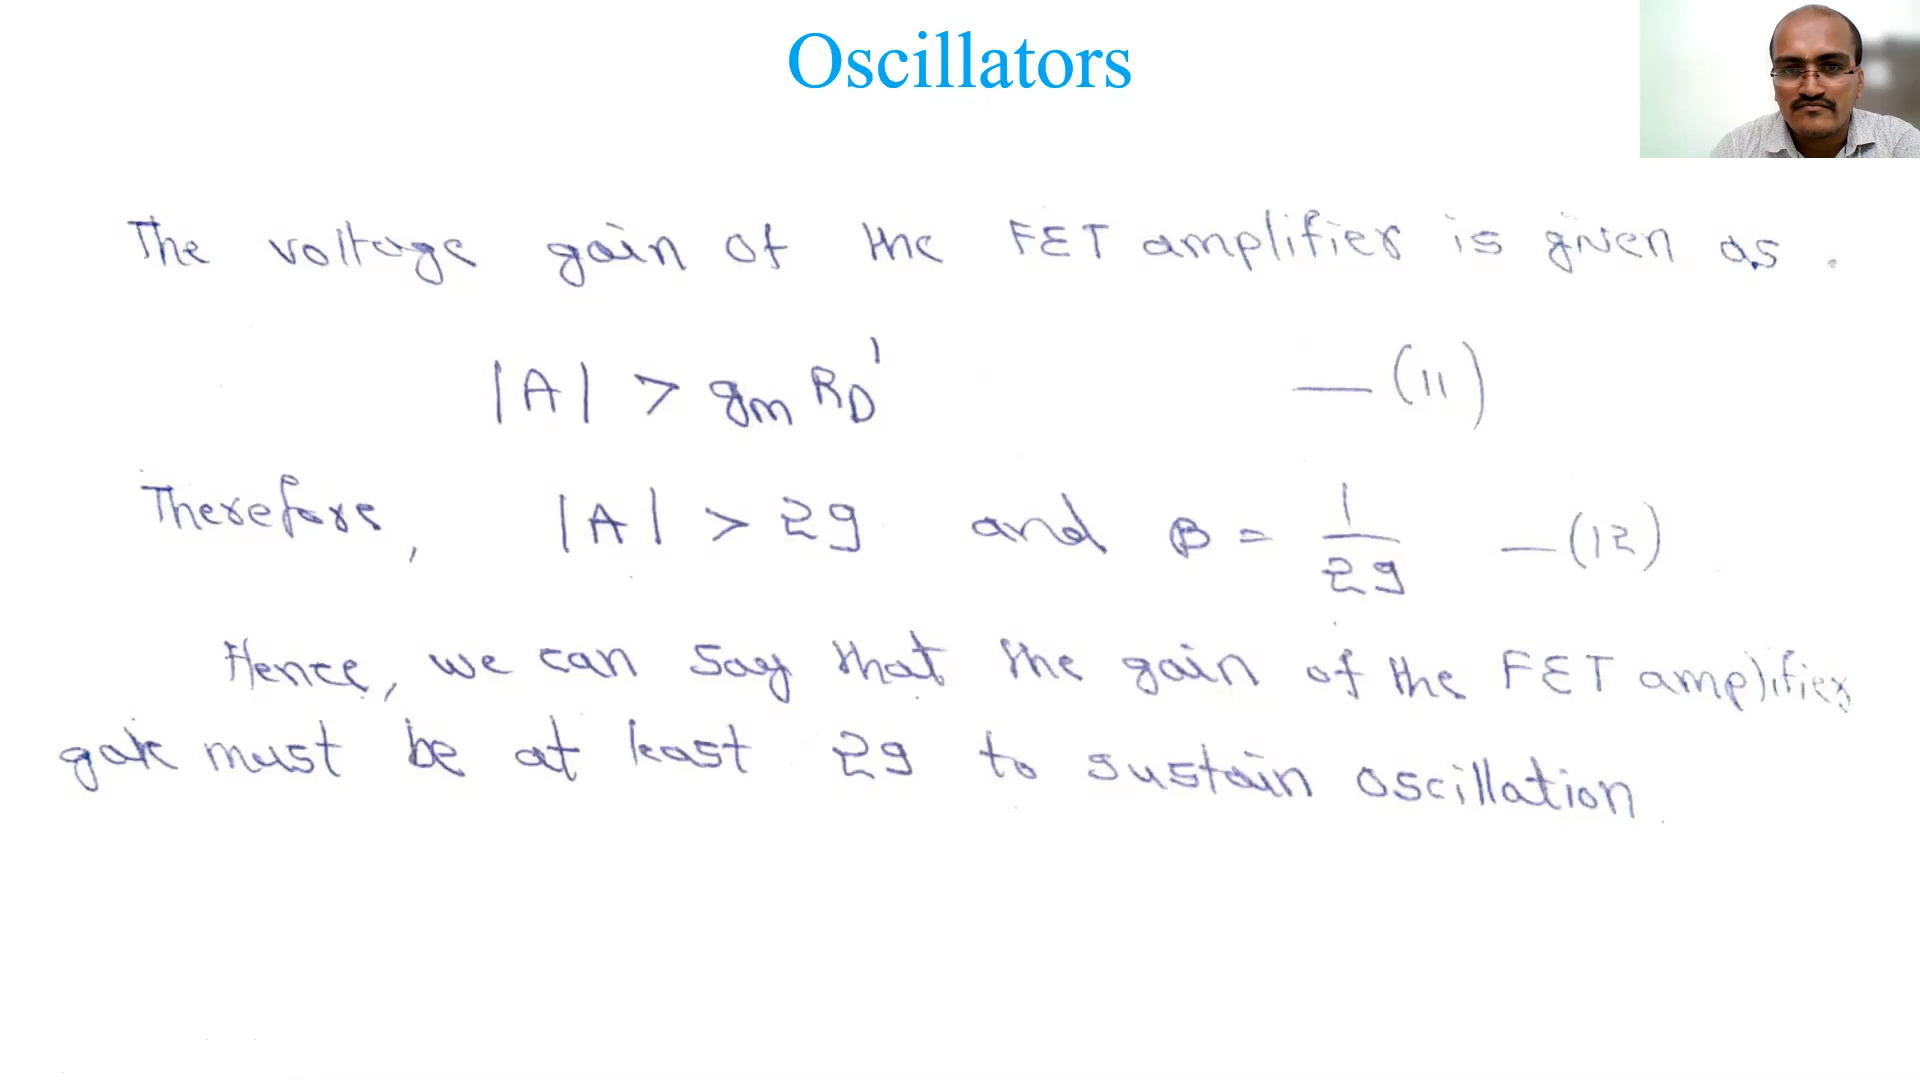 Oscillators
The voltage gain of the FET amplifier is given as .
|A| > gm RD' — (11)
Therefore, |A| > 29 and β = 1/29 — (12)
Hence, we can say that the gain of the FET amplifier
gate must be at least 29 to sustain oscillation